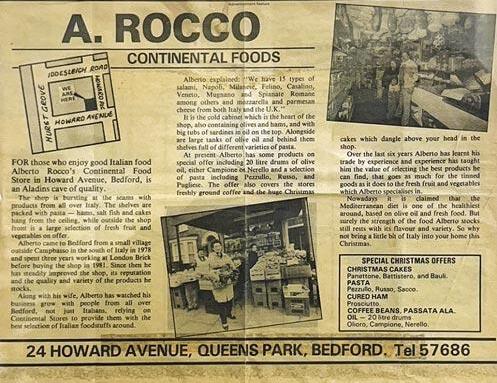 Advertisement feature
A. ROCCO
CONTINENTAL FOODS
IDDESLEIGH ROAD
HOWBURY
WE
ARE
HERE
HURST GROVE
HOWARD AVENUE
FOR those who enjoy good Italian food
Alberto Rocco's Continental Food
Store in Howard Avenue, Bedford, is
an Aladins cave of quality.
The shop is bursting at the seams with
products from all over Italy. The shelves are
packed with pasta — hams, salt fish and cakes
hang from the ceiling, while outside the shop
front is a large selection of fresh fruit and
vegetables on offer.
Alberto came to Bedford from a small village
outside Campobasso in the south of Italy in 1978
and spent three years working at London Brick
before buying the shop in 1981. Since then he
has steadily improved the shop, its reputation
and the quality and variety of the products he
stocks.
Along with his wife, Alberto has watched his
business grow with people from all over
Bedford, not just Italians, relying on
Continental Stores to provide them with the
best selection of Italian foodstuffs around.
Alberto explained: "We have 15 types of
salami, Napoli, Milanese, Felino, Casalino,
Veneto, Mugnano and Spianate Romane
among others and mozzarella and parmesan
cheese from both Italy and the U.K."
It is the cold cabinet which is the heart of the
shop, also containing olives and hams, and with
big tubs of sardines in oil on the top. Alongside
are large tanks of olive oil and behind them
shelves full of different varieties of pasta.
At present Alberto has some products on
special offer including 20 litre drums of olive
oil, either Campione or Nerello and a selection
of pasta including Pezzullo, Russo, and
Pugliese. The offer also covers the stores
freshly ground coffee and the huge Christmas
cakes which dangle above your head in the
shop.
Over the last six years Alberto has learnt his
trade by experience and experience has taught
him the value of selecting the best products he
can find, that goes as much for the tinned
goods as it does to the fresh fruit and vegetables
which Alberto specialises in.
Nowadays it is claimed that the
Mediterranean diet is one of the healthiest
around, based on olive oil and fresh food. But
surely the strength of the food Alberto stocks
still rests with its flavour and variety. So why
not bring a little bit of Italy into your home this
Christmas.
SPECIAL CHRISTMAS OFFERS
CHRISTMAS CAKES
Panettone, Battistero, and Bauli.
PASTA
Pezzullo, Russo, Sacco.
CURED HAM
Prosciutto.
COFFEE BEANS, PASSATA ALA.
OIL — 20 litre drums
Olioro, Campione, Nerello.
24 HOWARD AVENUE, QUEENS PARK, BEDFORD. Tel 57686